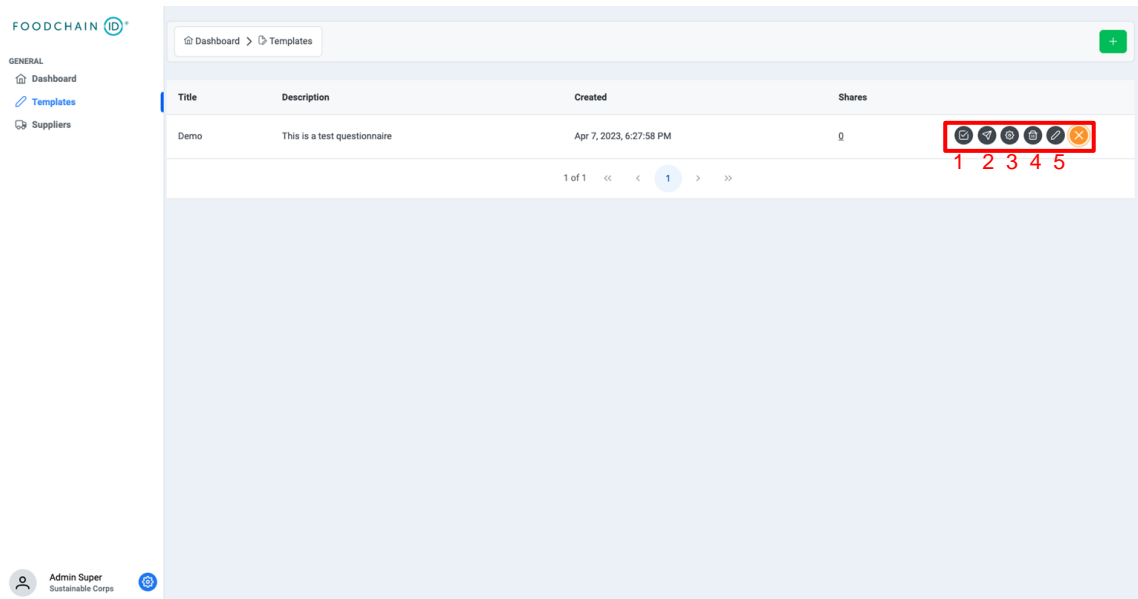 FOODCHAIN ID®
GENERAL
Dashboard
Templates
Suppliers
Dashboard > Templates
Title Description Created Shares
Demo This is a test questionnaire Apr 7, 2023, 6:27:58 PM 0
1 2 3 4 5
1 of 1 << < 1 > >>
Admin Super
Sustainable Corps